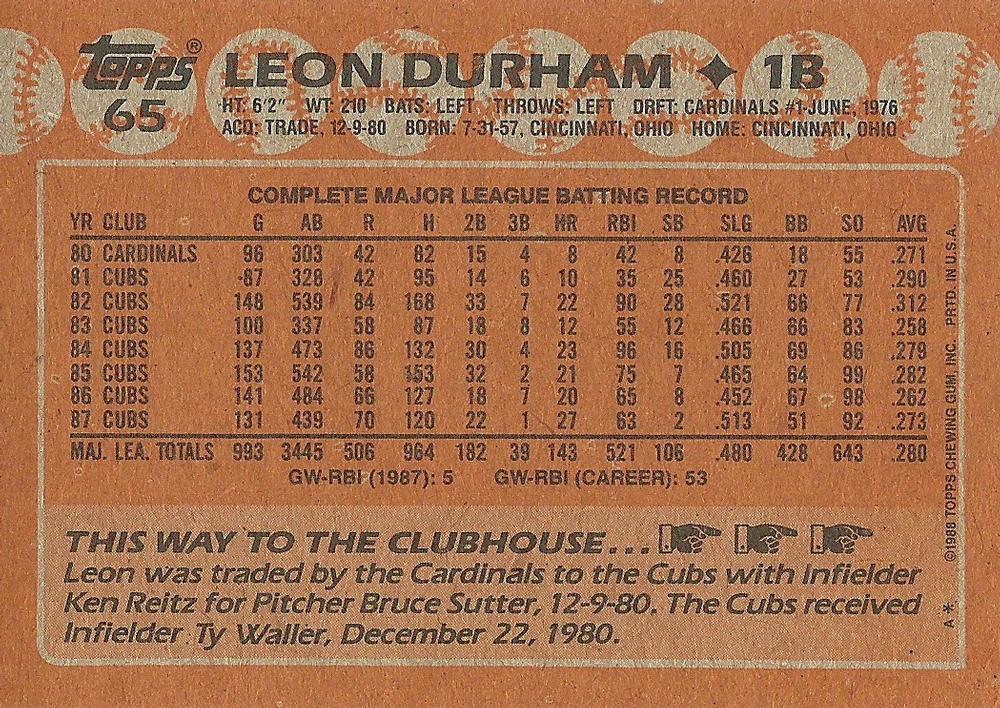 Topps®
65
LEON DURHAM ✦ 1B
HT: 6'2" WT: 210 BATS: LEFT THROWS: LEFT DRFT: CARDINALS #1-JUNE, 1976
ACQ: TRADE, 12-9-80 BORN: 7-31-57, CINCINNATI, OHIO HOME: CINCINNATI, OHIO
COMPLETE MAJOR LEAGUE BATTING RECORD
YR CLUB G AB R H 2B 3B HR RBI SB SLG BB SO AVG
80 CARDINALS 96 303 42 82 15 4 8 42 8 .426 18 55 .271
81 CUBS 87 328 42 95 14 6 10 35 25 .460 27 53 .290
82 CUBS 148 539 84 168 33 7 22 90 28 .521 66 77 .312
83 CUBS 100 337 58 87 18 8 12 55 12 .466 66 83 .258
84 CUBS 137 473 86 132 30 4 23 96 16 .505 69 86 .279
85 CUBS 153 542 58 153 32 2 21 75 7 .465 64 99 .282
86 CUBS 141 484 66 127 18 7 20 65 8 .452 67 98 .262
87 CUBS 131 439 70 120 22 1 27 63 2 .513 51 92 .273
MAJ. LEA. TOTALS 993 3445 506 964 182 39 143 521 106 .480 428 643 .280
GW-RBI (1987): 5 GW-RBI (CAREER): 53
THIS WAY TO THE CLUBHOUSE...
Leon was traded by the Cardinals to the Cubs with Infielder
Ken Reitz for Pitcher Bruce Sutter, 12-9-80. The Cubs received
Infielder Ty Waller, December 22, 1980.
A* ©1988 TOPPS CHEWING GUM, INC. PRTD. IN U.S.A.